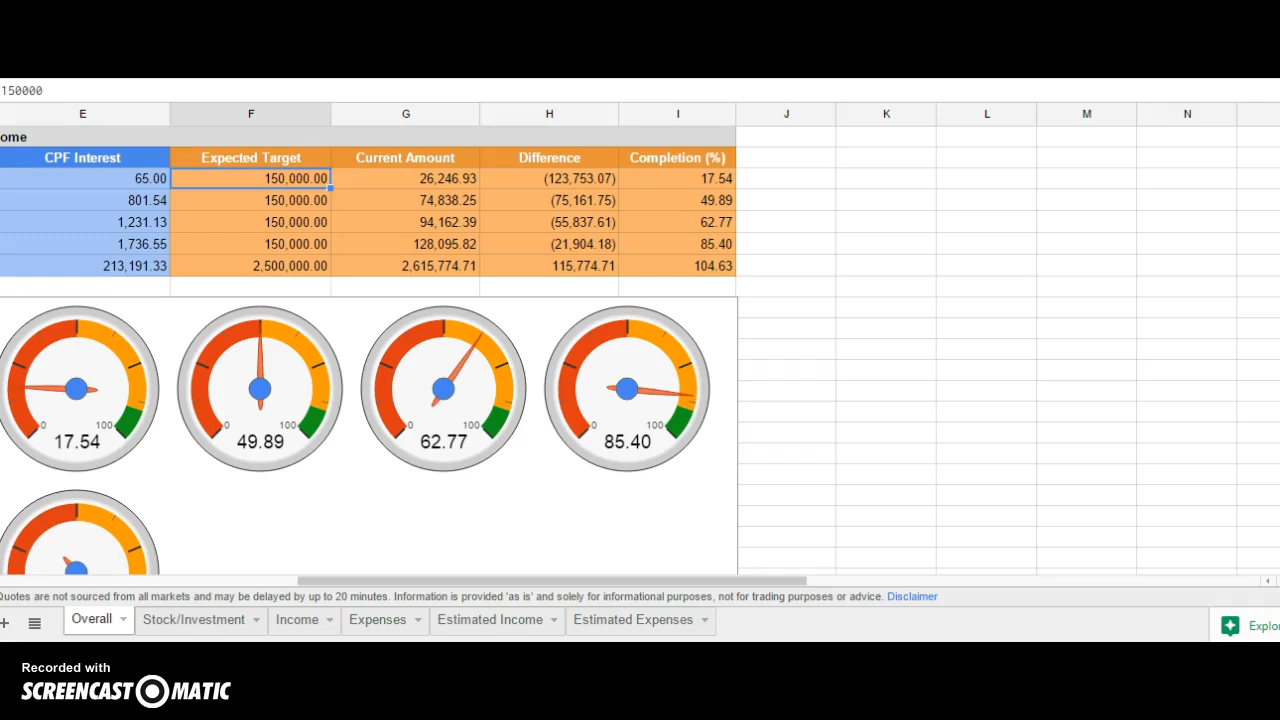 150000
E F G H I J K L M N
ome
CPF Interest Expected Target Current Amount Difference Completion (%)
65.00 150,000.00 26,246.93 (123,753.07) 17.54
801.54 150,000.00 74,838.25 (75,161.75) 49.89
1,231.13 150,000.00 94,162.39 (55,837.61) 62.77
1,736.55 150,000.00 128,095.82 (21,904.18) 85.40
213,191.33 2,500,000.00 2,615,774.71 115,774.71 104.63
0 100 0 100 0 100 0 100
17.54 49.89 62.77 85.40
Quotes are not sourced from all markets and may be delayed by up to 20 minutes. Information is provided 'as is' and solely for informational purposes, not for trading purposes or advice. Disclaimer
Overall Stock/Investment Income Expenses Estimated Income Estimated Expenses Explor
Recorded with
SCREENCAST O MATIC